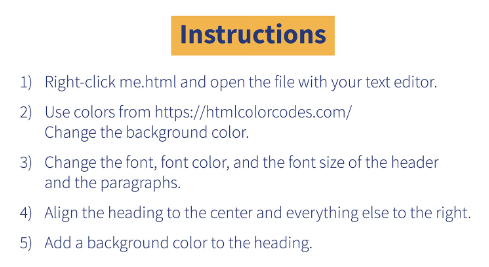 Instructions
1) Right-click me.html and open the file with your text editor.
2) Use colors from https://htmlcolorcodes.com/
Change the background color.
3) Change the font, font color, and the font size of the header
and the paragraphs.
4) Align the heading to the center and everything else to the right.
5) Add a background color to the heading.